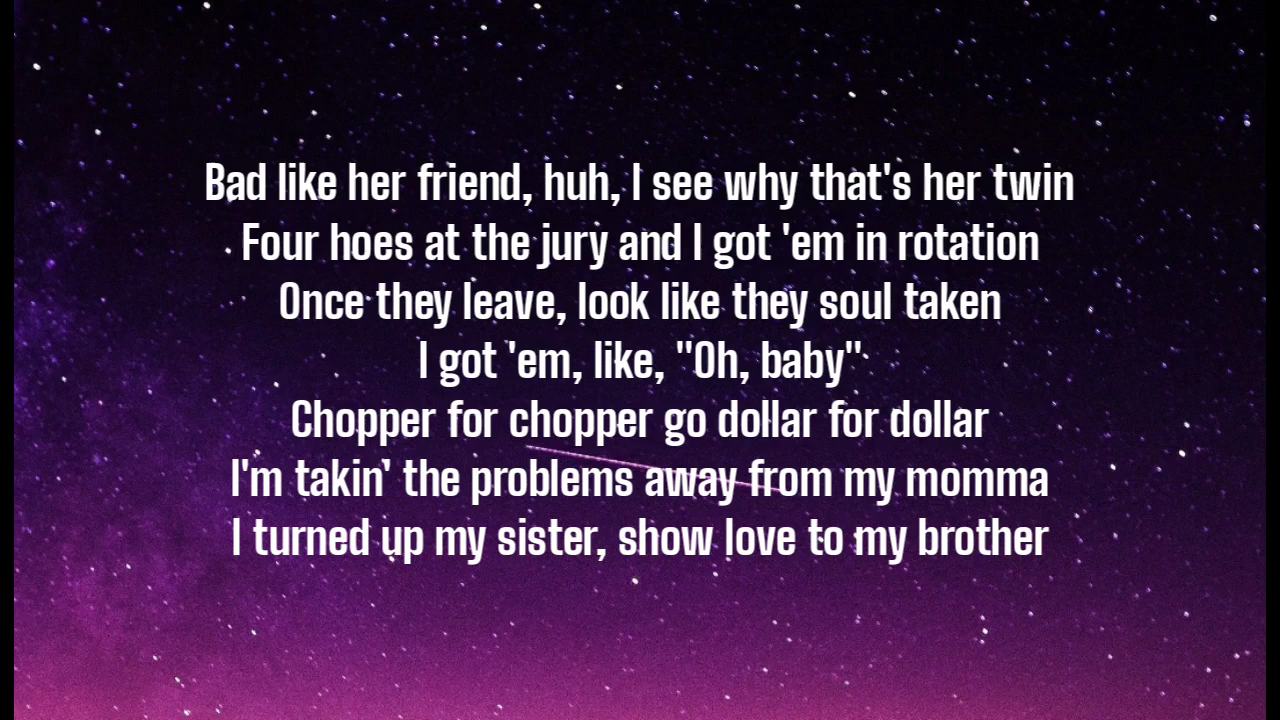 Bad like her friend, huh, I see why that's her twin
Four hoes at the jury and I got 'em in rotation
Once they leave, look like they soul taken
I got 'em, like, "Oh, baby"
Chopper for chopper go dollar for dollar
I'm takin' the problems away from my momma
I turned up my sister, show love to my brother